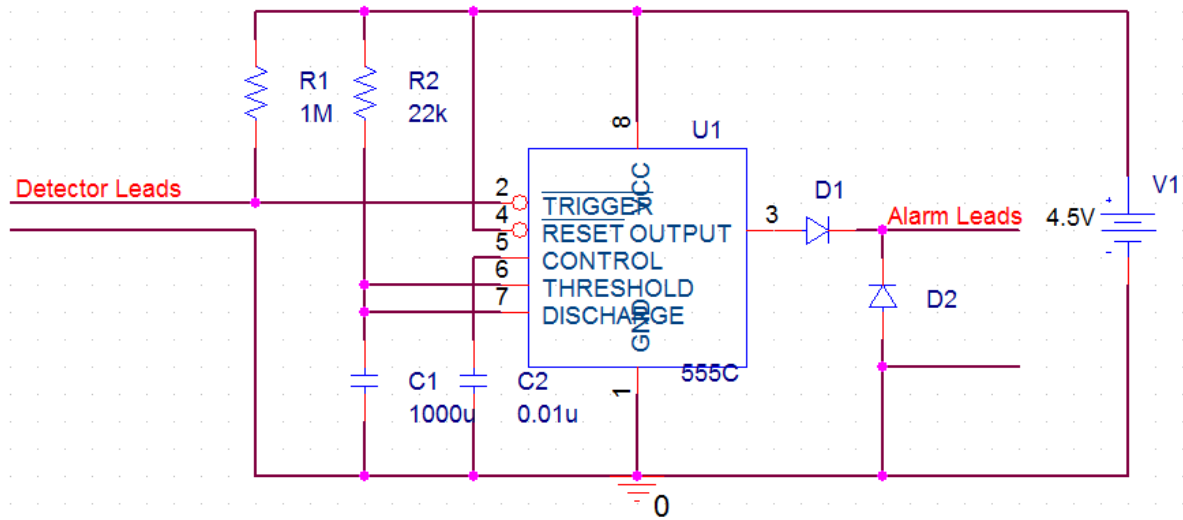 R1
1M
R2
22k
8
U1
VCC
Detector Leads
2
TRIGGER
4
RESET
OUTPUT
3
D1
Alarm Leads
4.5V
V1
+
-
5
CONTROL
6
THRESHOLD
7
DISCHARGE
GND
D2
555C
C1
1000u
C2
0.01u
1
0